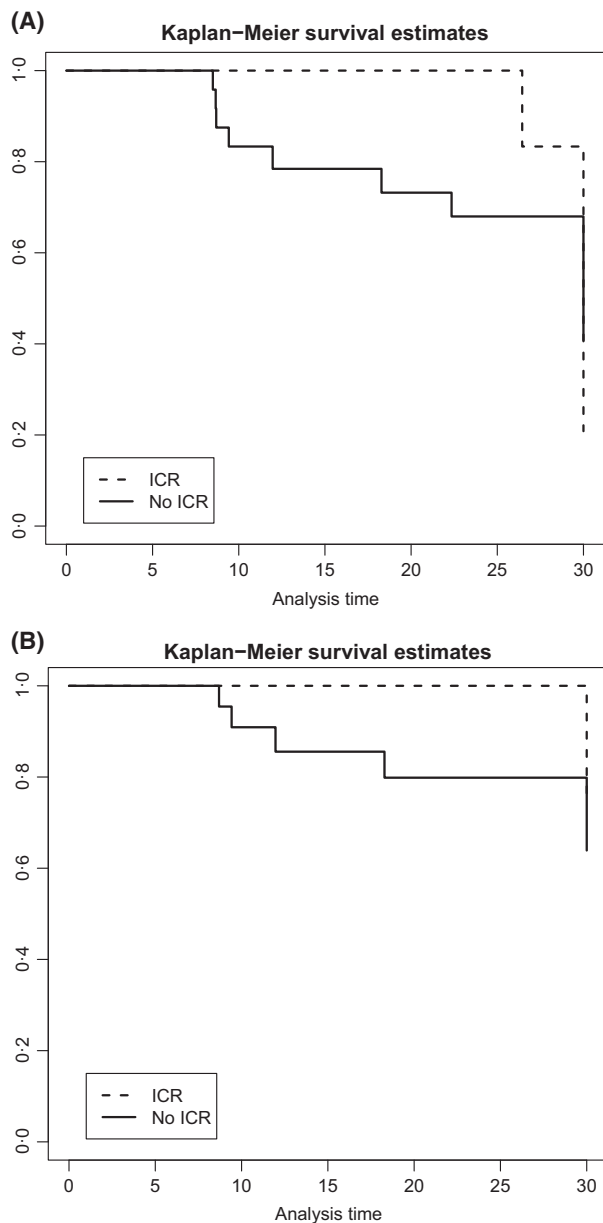 (A)
Kaplan−Meier survival estimates
1·0
0·8
0·6
0·4
0·2
0·0
ICR
No ICR
0 5 10 15 20 25 30
Analysis time
(B)
Kaplan−Meier survival estimates
1·0
0·8
0·6
0·4
0·2
0·0
ICR
No ICR
0 5 10 15 20 25 30
Analysis time